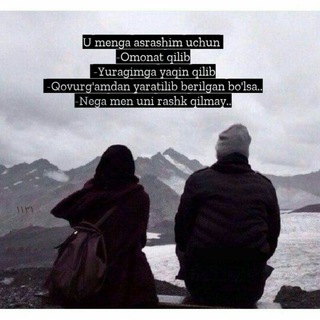 U menga asrashim uchun
-Omonat qilib
-Yuragimga yaqin qilib
-Qovurg'amdan yaratilib berilgan bo'lsa..
-Nega men uni rashk qilmay..